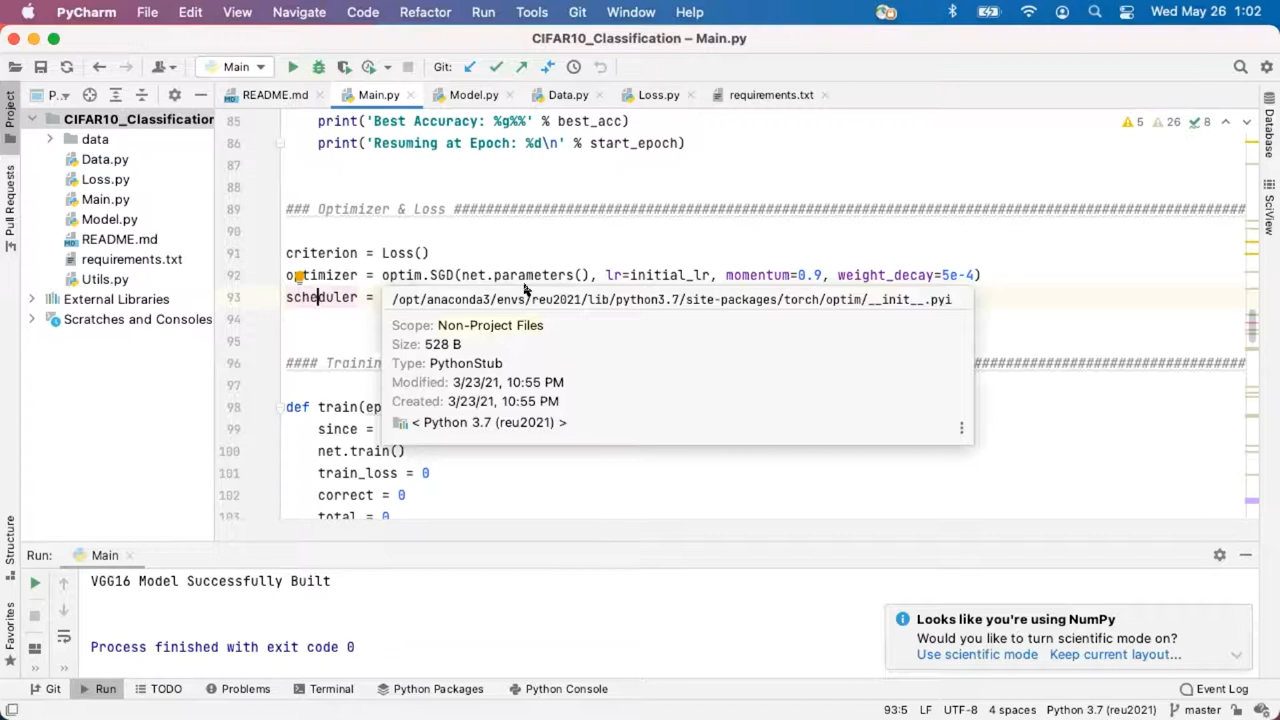 PyCharm File Edit View Navigate Code Refactor Run Tools Git Window Help Wed May 26 1:02
CIFAR10_Classification – Main.py
Main Git:
Project
P... README.md Main.py Model.py Data.py Loss.py requirements.txt
CIFAR10_Classification
data
Data.py
Loss.py
Main.py
Model.py
README.md
requirements.txt
Utils.py
External Libraries
Scratches and Consoles
Pull Requests
Structure
Favorites
Database
SciView
5 26 8
85 print('Best Accuracy: %g%%' % best_acc)
86 print('Resuming at Epoch: %d\n' % start_epoch)
87
88
89 ### Optimizer & Loss ####################################################################################################
90
91 criterion = Loss()
92 optimizer = optim.SGD(net.parameters(), lr=initial_lr, momentum=0.9, weight_decay=5e-4)
93 scheduler =
94
95
96 #### Trainin
97
98 def train(ep
99 since =
100 net.train()
101 train_loss = 0
102 correct = 0
103 total = 0
/opt/anaconda3/envs/reu2021/lib/python3.7/site-packages/torch/optim/__init__.pyi
Scope: Non-Project Files
Size: 528 B
Type: PythonStub
Modified: 3/23/21, 10:55 PM
Created: 3/23/21, 10:55 PM
< Python 3.7 (reu2021) >
Run: Main
VGG16 Model Successfully Built
Process finished with exit code 0
Looks like you're using NumPy
Would you like to turn scientific mode on?
Use scientific mode Keep current layout...
Git Run TODO Problems Terminal Python Packages Python Console Event Log
93:5 LF UTF-8 4 spaces Python 3.7 (reu2021) master